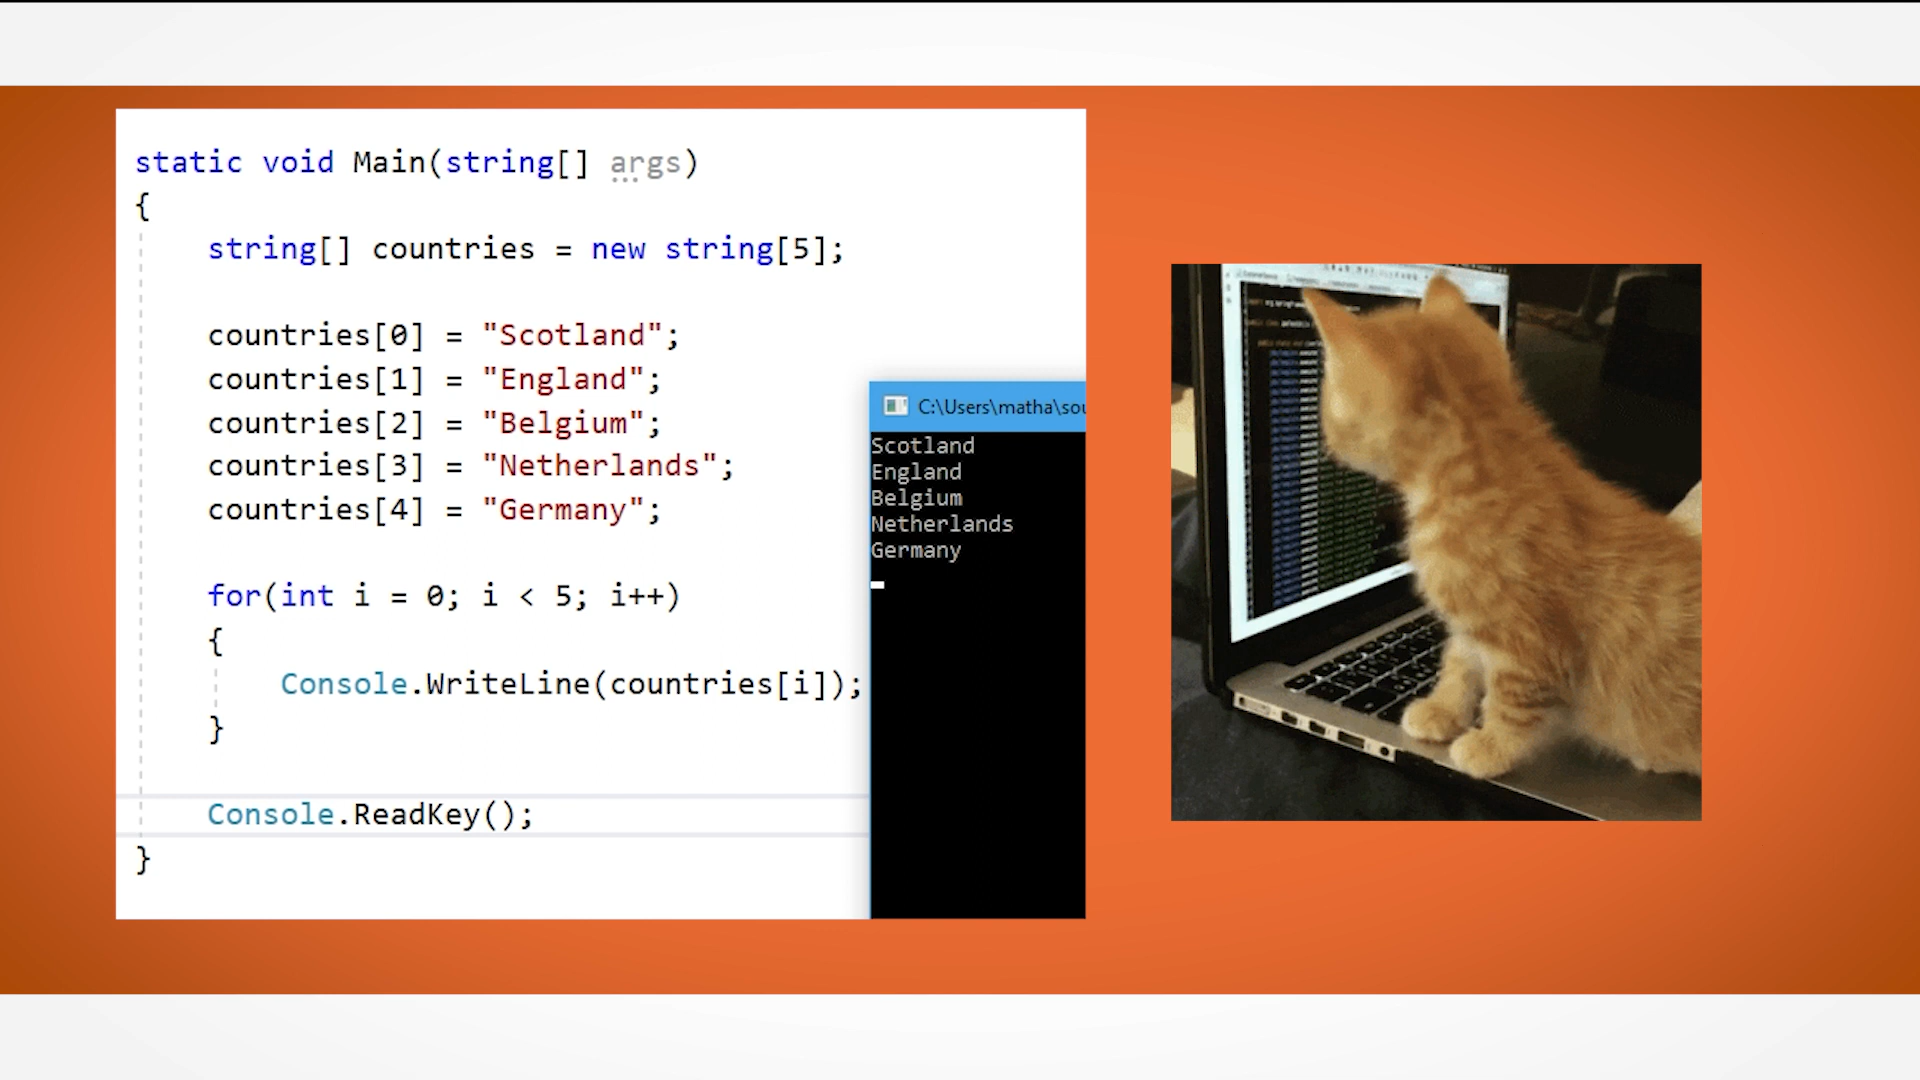 static void Main(string[] args)
{
string[] countries = new string[5];
countries[0] = "Scotland";
countries[1] = "England";
countries[2] = "Belgium";
countries[3] = "Netherlands";
countries[4] = "Germany";
for(int i = 0; i < 5; i++)
{
Console.WriteLine(countries[i]);
}
Console.ReadKey();
}
C:\Users\matha\sou
Scotland
England
Belgium
Netherlands
Germany